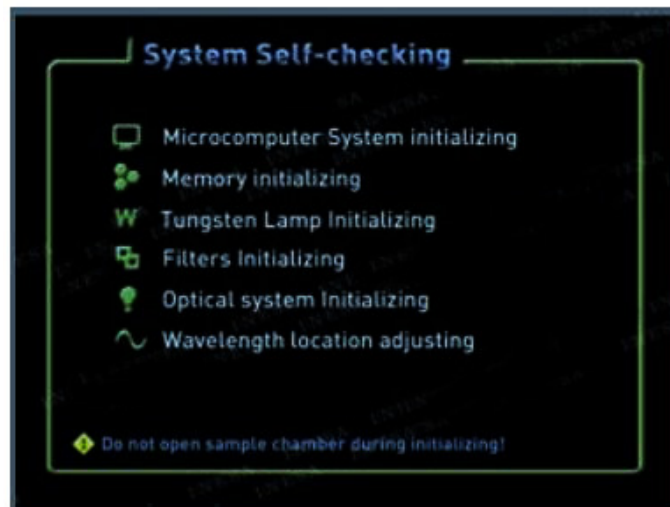 System Self-checking
Microcomputer System initializing
Memory initializing
W Tungsten Lamp Initializing
Filters Initializing
Optical system Initializing
Wavelength location adjusting
Do not open sample chamber during initializing!